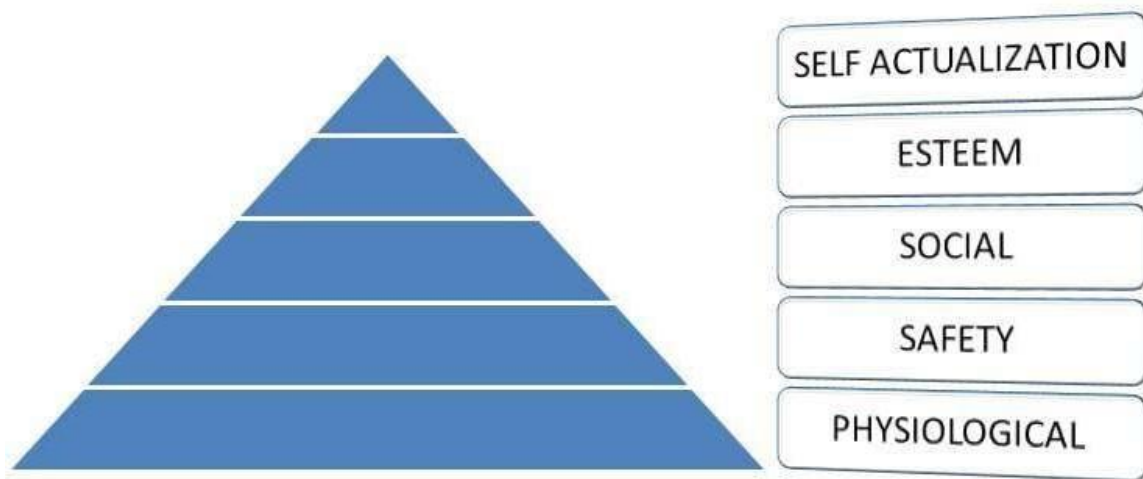 SELF ACTUALIZATION
ESTEEM
SOCIAL
SAFETY
PHYSIOLOGICAL